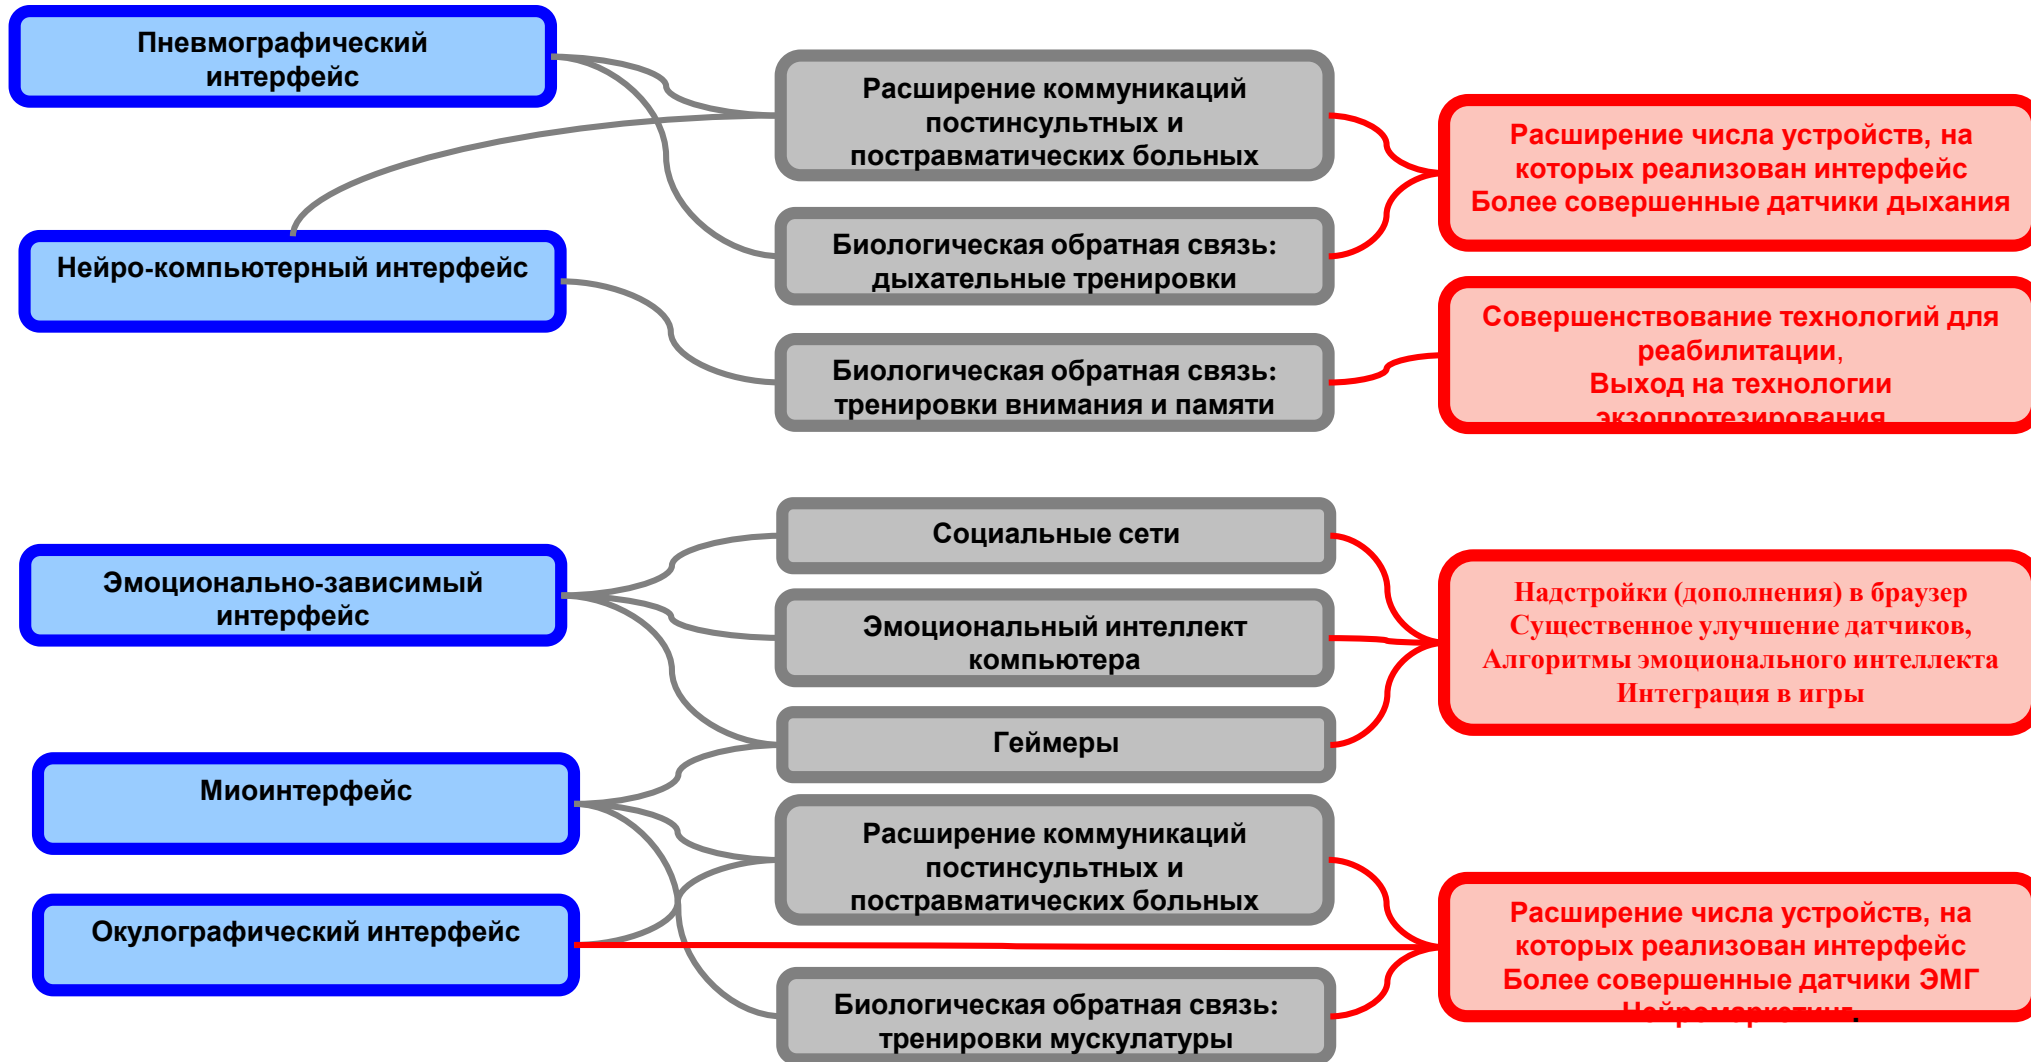 Пневмографический
интерфейс
Нейро-компьютерный интерфейс
Эмоционально-зависимый
интерфейс
Миоинтерфейс
Окулографический интерфейс
Расширение коммуникаций
постинсультных и
постравматических больных
Биологическая обратная связь:
дыхательные тренировки
Биологическая обратная связь:
тренировки внимания и памяти
Социальные сети
Эмоциональный интеллект
компьютера
Геймеры
Расширение коммуникаций
постинсультных и
постравматических больных
Биологическая обратная связь:
тренировки мускулатуры
Расширение числа устройств, на
которых реализован интерфейс
Более совершенные датчики дыхания
Совершенствование технологий для
реабилитации,
Выход на технологии
экзопротезирования
Надстройки (дополнения) в браузер
Существенное улучшение датчиков,
Алгоритмы эмоционального интеллекта
Интеграция в игры
Расширение числа устройств, на
которых реализован интерфейс
Более совершенные датчики ЭМГ
Нейромаркетинг.